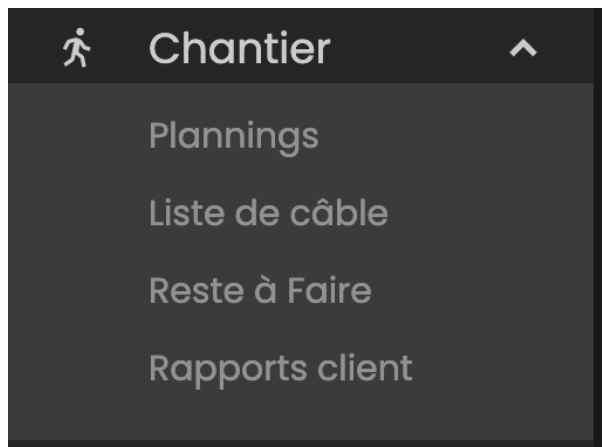 Chantier
Plannings
Liste de câble
Reste à Faire
Rapports client